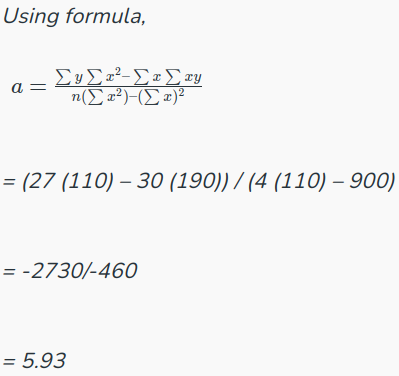 Using formula,
a = ∑y∑x²–∑x∑xy / n(∑x²)–(∑x)²
= (27 (110) – 30 (190)) / (4 (110) – 900)
= -2730/-460
= 5.93